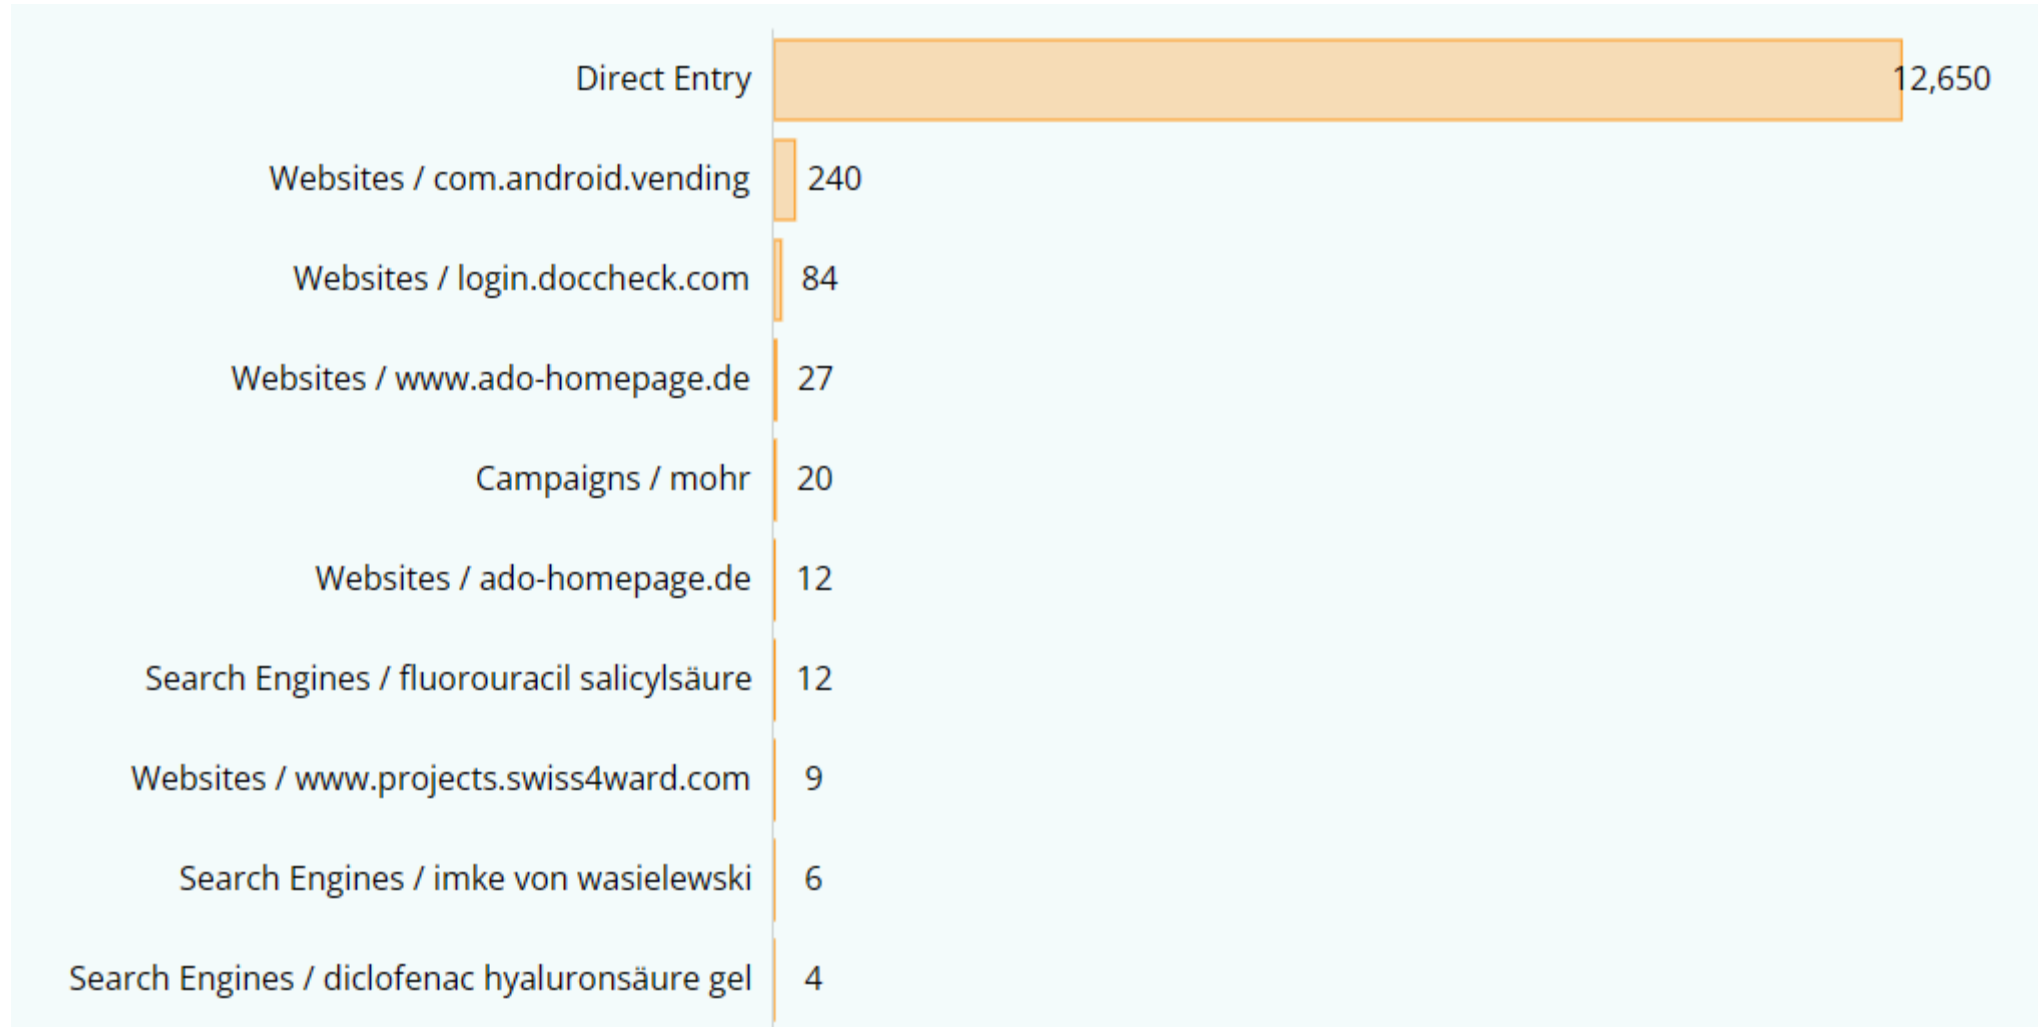 Direct Entry 12,650
Websites / com.android.vending 240
Websites / login.doccheck.com 84
Websites / www.ado-homepage.de 27
Campaigns / mohr 20
Websites / ado-homepage.de 12
Search Engines / fluorouracil salicylsäure 12
Websites / www.projects.swiss4ward.com 9
Search Engines / imke von wasielewski 6
Search Engines / diclofenac hyaluronsäure gel 4